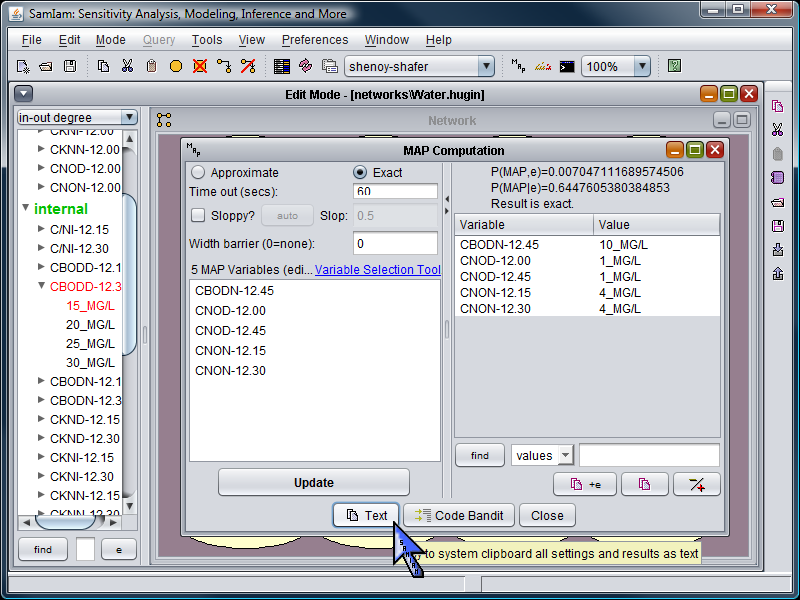 SamIam: Sensitivity Analysis, Modeling, Inference and More
File Edit Mode Query Tools View Preferences Window Help
shenoy-shafer
100%
Edit Mode - [networks\Water.hugin]
in-out degree
CKNI-12.00
CKNN-12.00
CNOD-12.00
CNON-12.00
internal
C/NI-12.15
C/NI-12.30
CBODD-12.1
CBODD-12.3
15_MG/L
20_MG/L
25_MG/L
30_MG/L
CBODN-12.1
CBODN-12.3
CKND-12.15
CKND-12.30
CKNI-12.15
CKNI-12.30
CKNN-12.15
CKNN-12.30
find
e
Network
MAP Computation
Approximate Exact
Time out (secs): 60
Sloppy? auto Slop: 0.5
Width barrier (0=none): 0
5 MAP Variables (edi... Variable Selection Tool
CBODN-12.45
CNOD-12.00
CNOD-12.45
CNON-12.15
CNON-12.30
Update
P(MAP,e)=0.007047111689574506
P(MAP|e)=0.6447605380384853
Result is exact.
Variable Value
CBODN-12.45 10_MG/L
CNOD-12.00 1_MG/L
CNOD-12.45 1_MG/L
CNON-12.15 4_MG/L
CNON-12.30 4_MG/L
find values
+e
Text Code Bandit Close
to system clipboard all settings and results as text